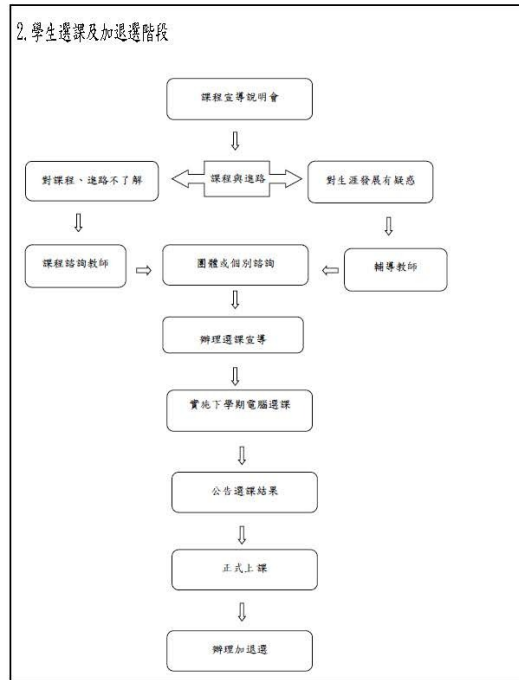 2.學生選課及加退選階段
課程宣導說明會
對課程、進路不了解
課程與進路
對生涯發展有疑惑
課程諮詢教師
團體或個別諮詢
輔導教師
辦理選課宣導
實施下學期電腦選課
公告選課結果
正式上課
辦理加退選